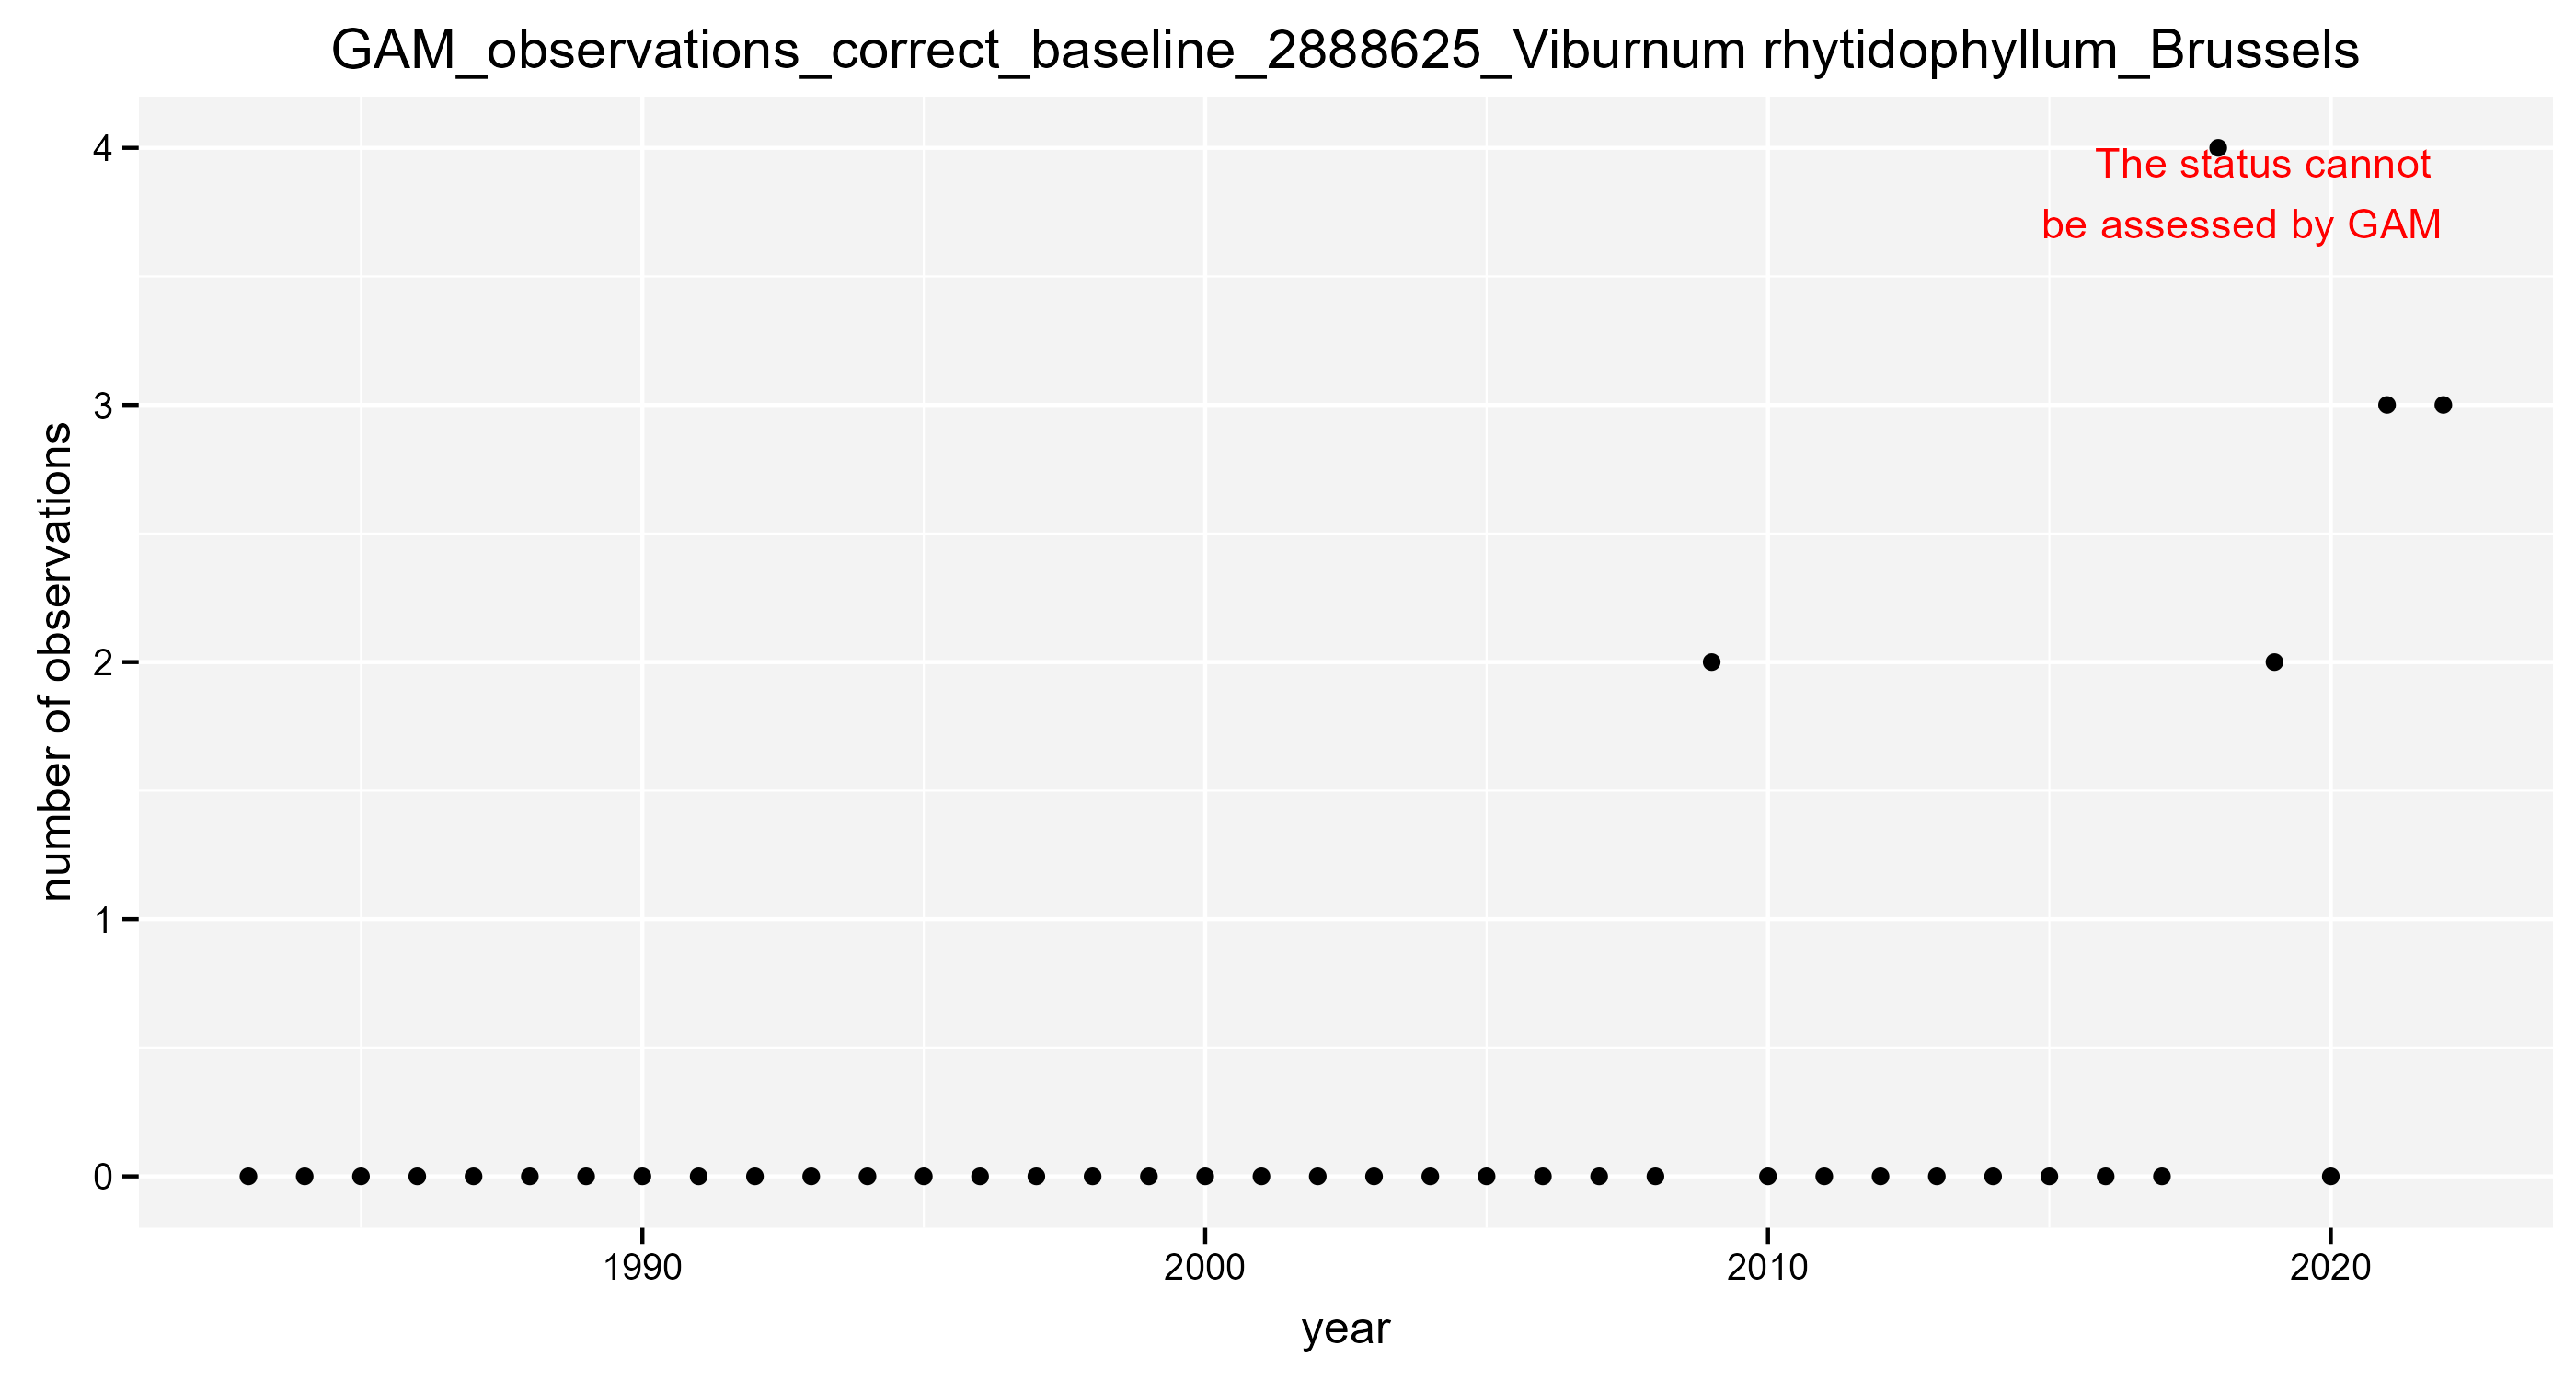 GAM_observations_correct_baseline_2888625_Viburnum rhytidophyllum_Brussels
The status cannot
be assessed by GAM
number of observations
4
3
2
1
0
1990
2000
2010
2020
year